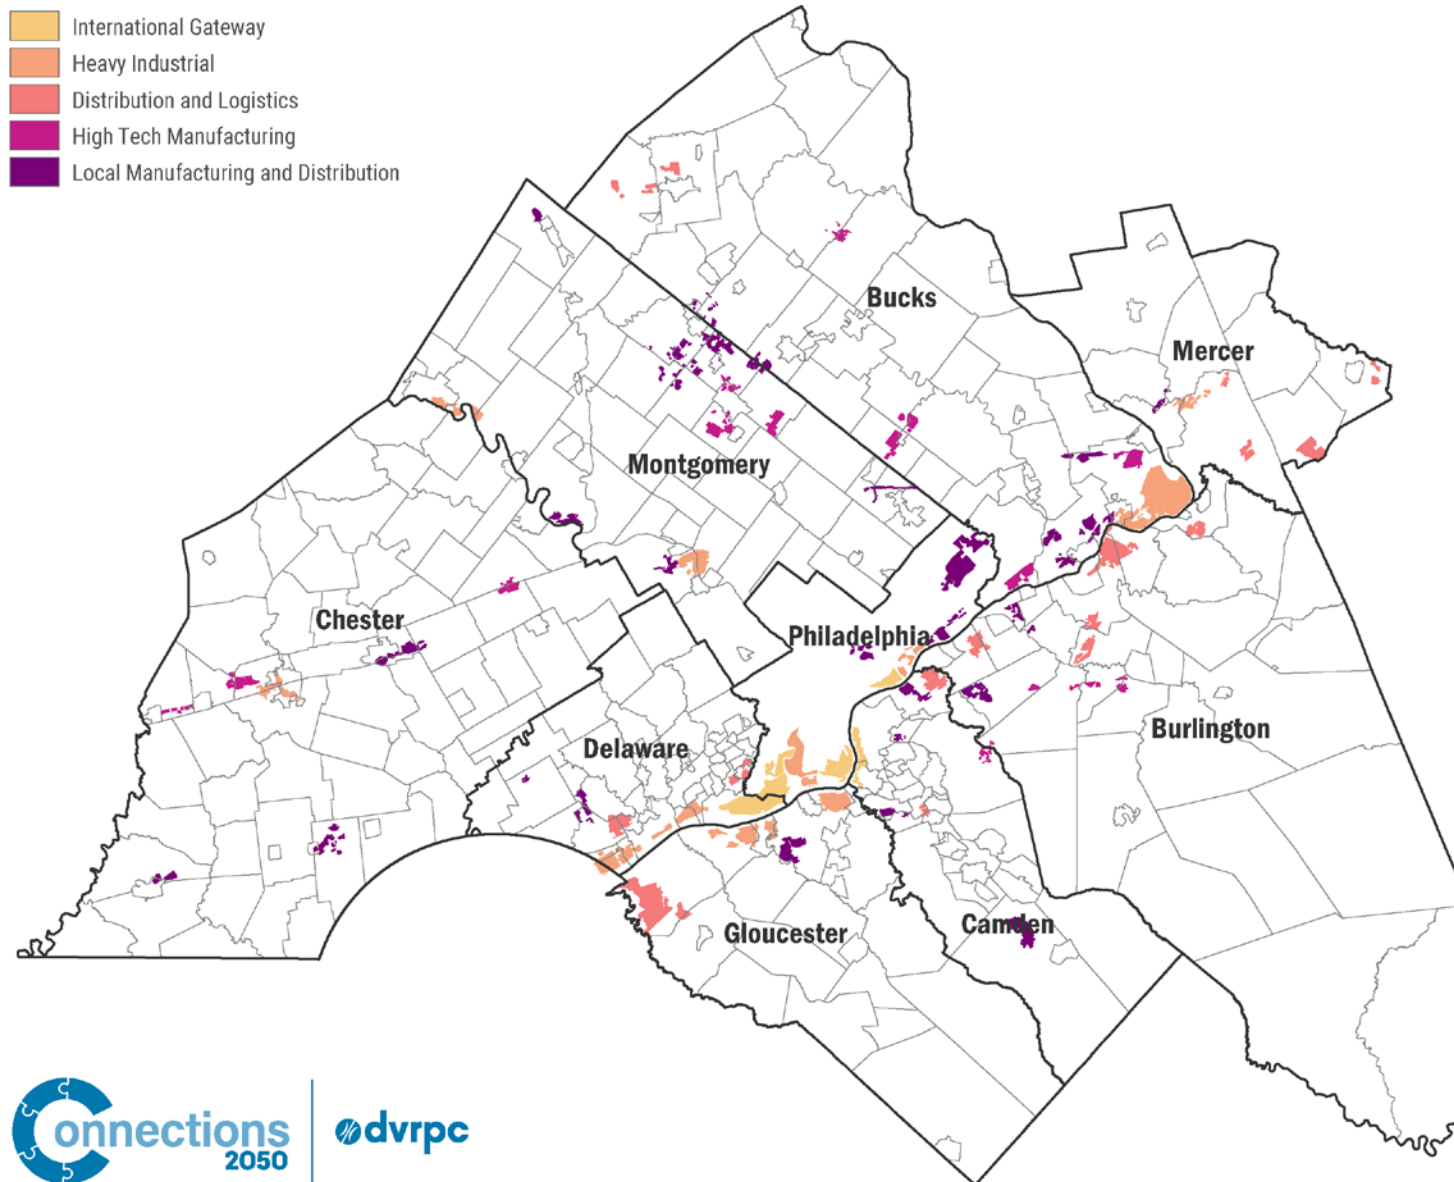 International Gateway
Heavy Industrial
Distribution and Logistics
High Tech Manufacturing
Local Manufacturing and Distribution
Bucks
Mercer
Montgomery
Chester
Philadelphia
Burlington
Delaware
Camden
Gloucester
Connections
2050
dvrpc